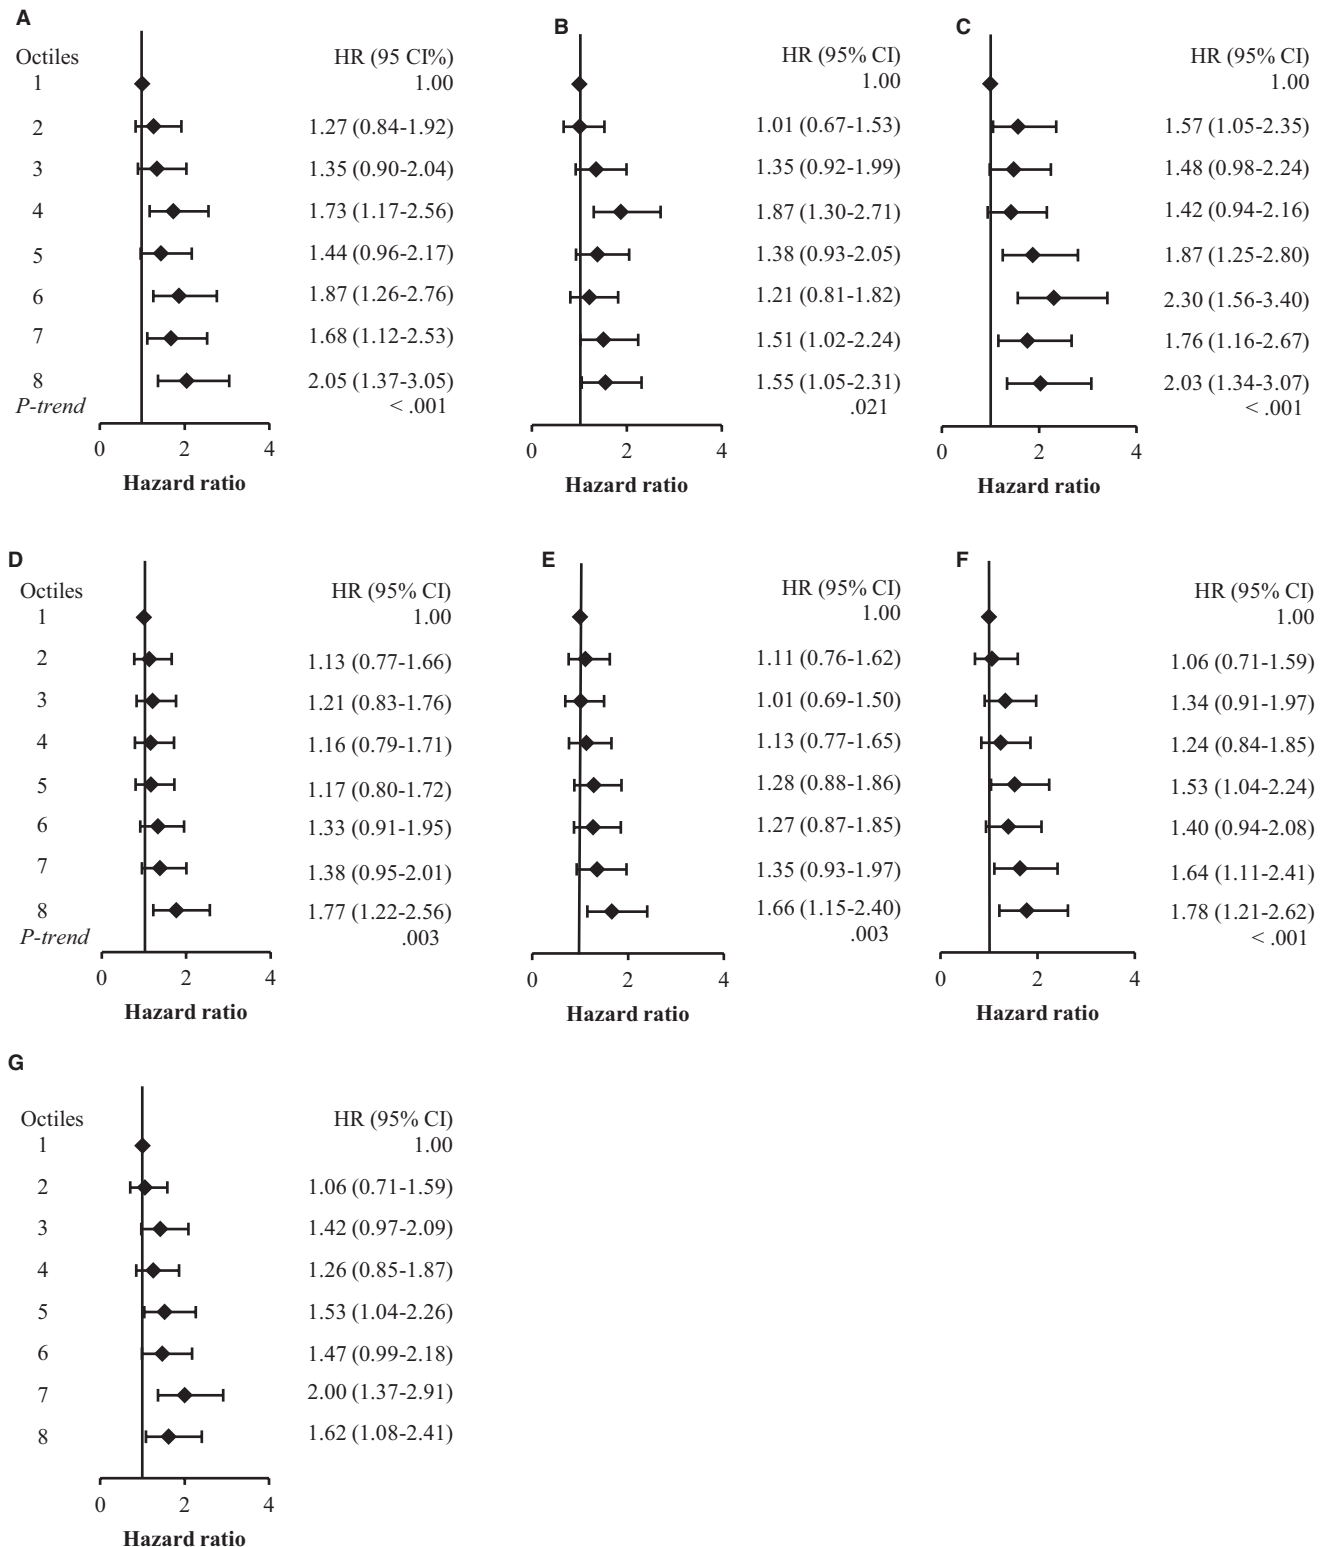 A
Octiles
HR (95 CI%)
1 1.00
2 1.27 (0.84-1.92)
3 1.35 (0.90-2.04)
4 1.73 (1.17-2.56)
5 1.44 (0.96-2.17)
6 1.87 (1.26-2.76)
7 1.68 (1.12-2.53)
8 2.05 (1.37-3.05)
P-trend < .001
0 2 4
Hazard ratio
B
HR (95% CI)
1.00
1.01 (0.67-1.53)
1.35 (0.92-1.99)
1.87 (1.30-2.71)
1.38 (0.93-2.05)
1.21 (0.81-1.82)
1.51 (1.02-2.24)
1.55 (1.05-2.31)
.021
0 2 4
Hazard ratio
C
HR (95% CI)
1.00
1.57 (1.05-2.35)
1.48 (0.98-2.24)
1.42 (0.94-2.16)
1.87 (1.25-2.80)
2.30 (1.56-3.40)
1.76 (1.16-2.67)
2.03 (1.34-3.07)
< .001
0 2 4
Hazard ratio
D
Octiles HR (95% CI)
1 1.00
2 1.13 (0.77-1.66)
3 1.21 (0.83-1.76)
4 1.16 (0.79-1.71)
5 1.17 (0.80-1.72)
6 1.33 (0.91-1.95)
7 1.38 (0.95-2.01)
8 1.77 (1.22-2.56)
P-trend .003
0 2 4
Hazard ratio
E
HR (95% CI)
1.00
1.11 (0.76-1.62)
1.01 (0.69-1.50)
1.13 (0.77-1.65)
1.28 (0.88-1.86)
1.27 (0.87-1.85)
1.35 (0.93-1.97)
1.66 (1.15-2.40)
.003
0 2 4
Hazard ratio
F
HR (95% CI)
1.00
1.06 (0.71-1.59)
1.34 (0.91-1.97)
1.24 (0.84-1.85)
1.53 (1.04-2.24)
1.40 (0.94-2.08)
1.64 (1.11-2.41)
1.78 (1.21-2.62)
< .001
0 2 4
Hazard ratio
G
Octiles HR (95% CI)
1 1.00
2 1.06 (0.71-1.59)
3 1.42 (0.97-2.09)
4 1.26 (0.85-1.87)
5 1.53 (1.04-2.26)
6 1.47 (0.99-2.18)
7 2.00 (1.37-2.91)
8 1.62 (1.08-2.41)
0 2 4
Hazard ratio